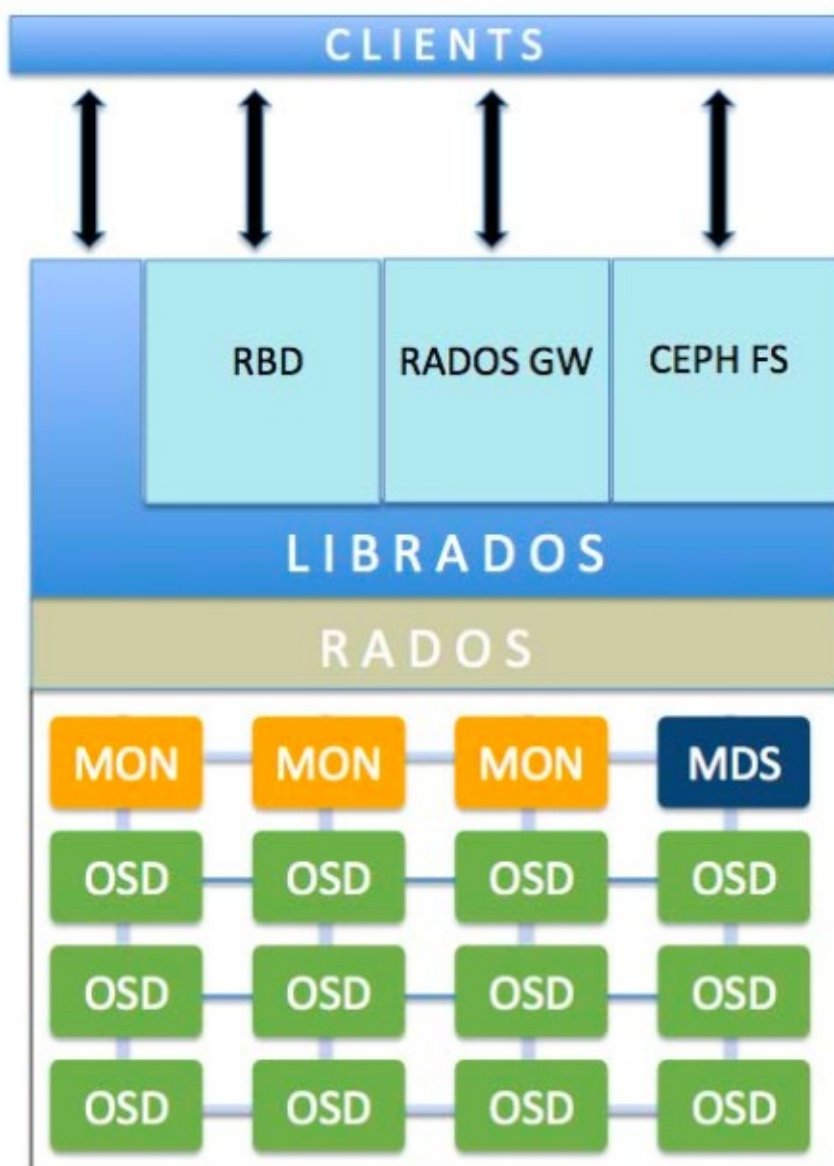 CLIENTS
RBD RADOS GW CEPH FS
LIBRADOS
RADOS
MON MON MON MDS
OSD OSD OSD OSD
OSD OSD OSD OSD
OSD OSD OSD OSD